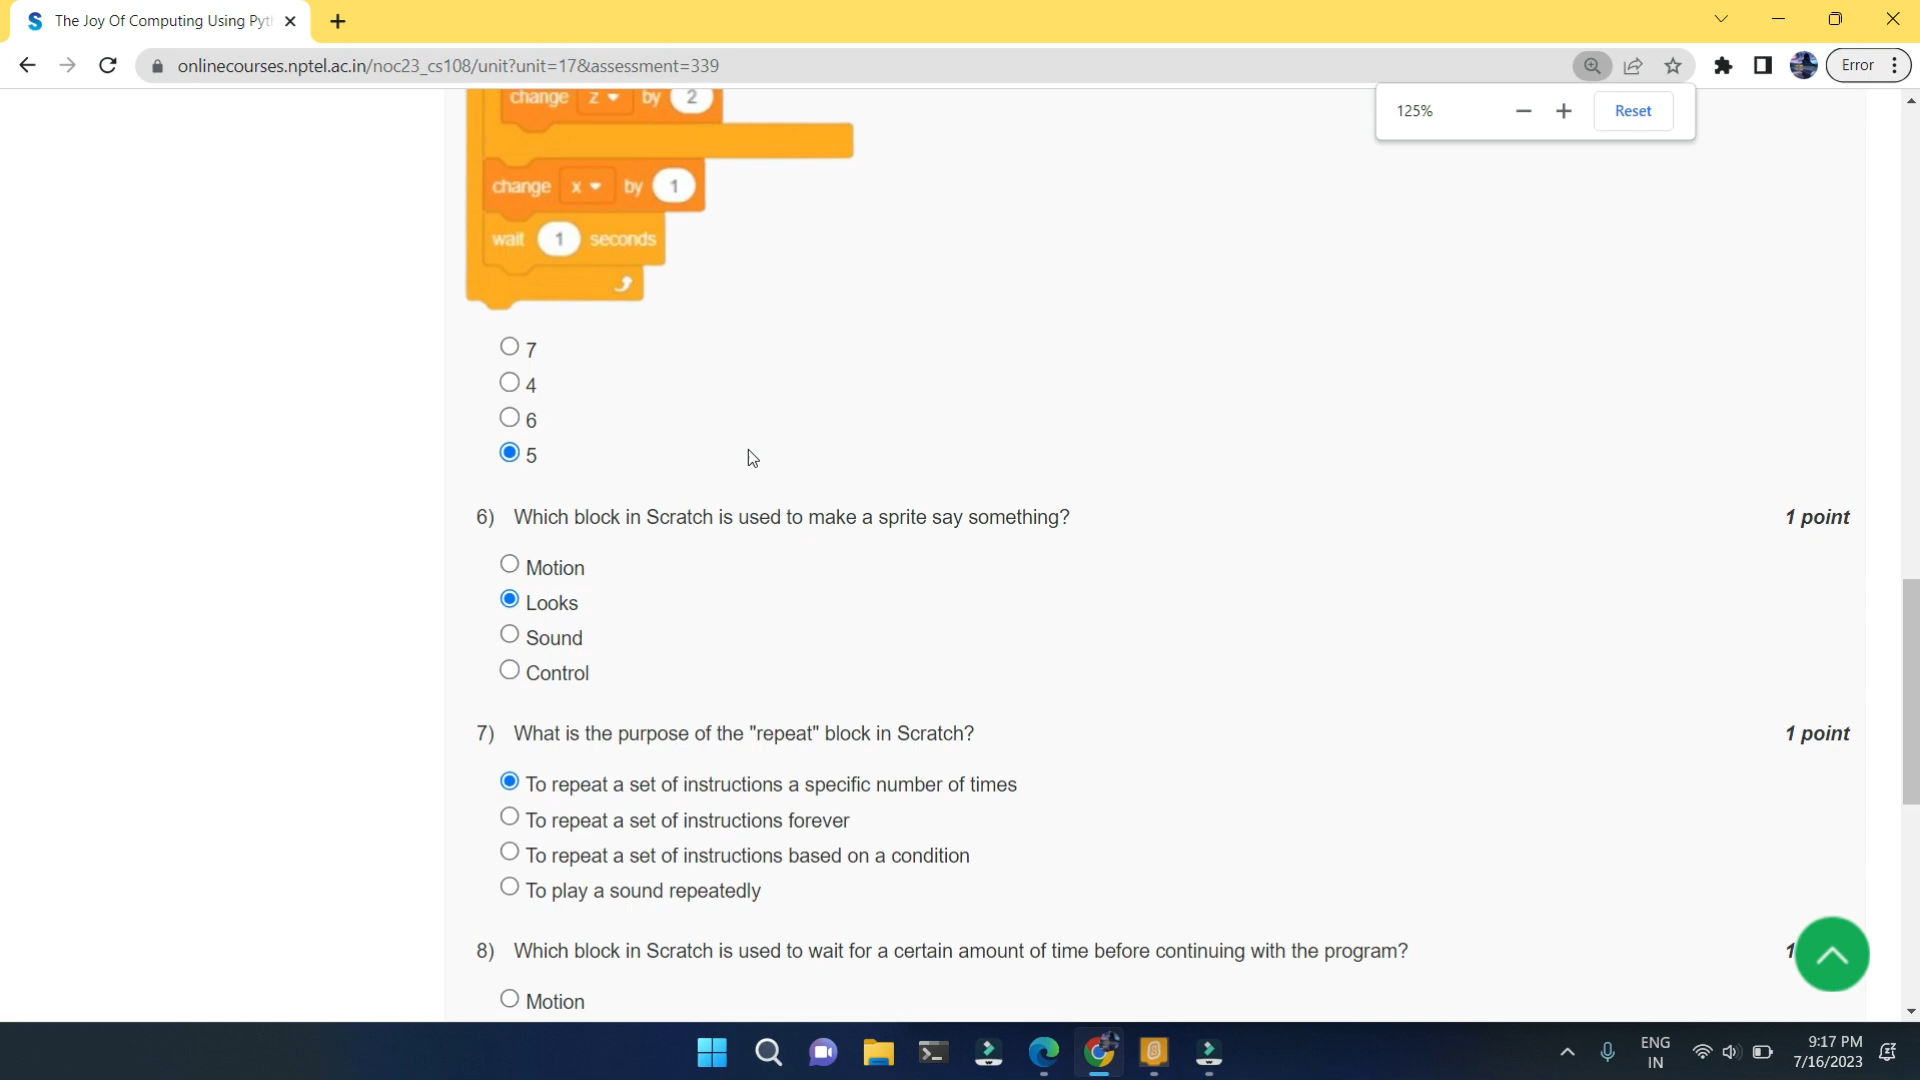 The Joy Of Computing Using Pyt
onlinecourses.nptel.ac.in/noc23_cs108/unit?unit=17&assessment=339
Error
125%
Reset
change z by 2
change x by 1
wait 1 seconds
7
4
6
5
6) Which block in Scratch is used to make a sprite say something? 1 point
Motion
Looks
Sound
Control
7) What is the purpose of the "repeat" block in Scratch? 1 point
To repeat a set of instructions a specific number of times
To repeat a set of instructions forever
To repeat a set of instructions based on a condition
To play a sound repeatedly
8) Which block in Scratch is used to wait for a certain amount of time before continuing with the program? 1
Motion
ENG
IN
9:17 PM
7/16/2023